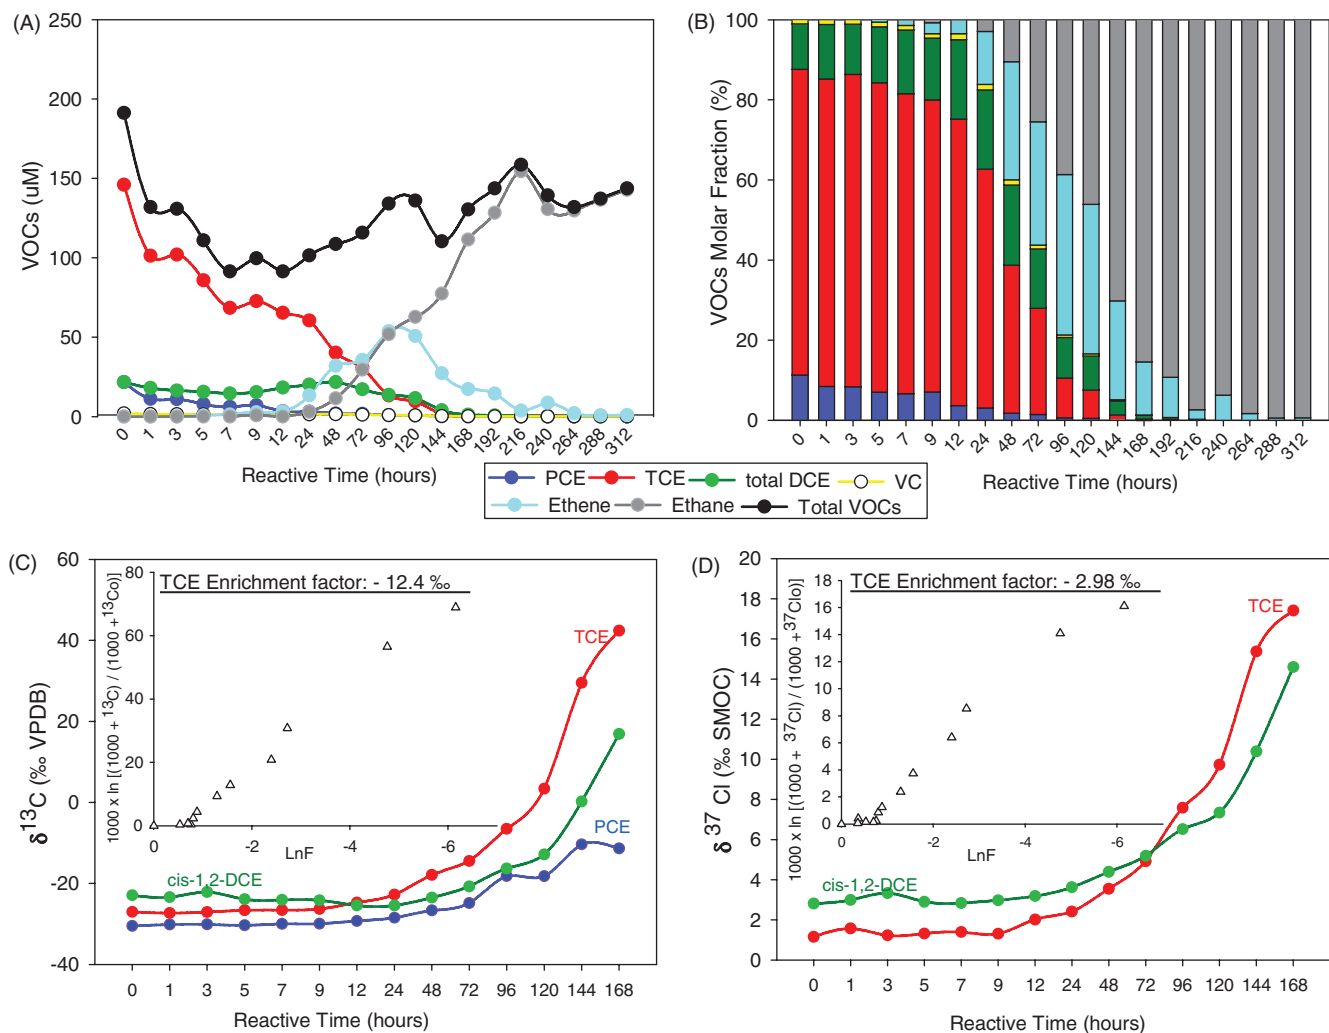 (A)
250
200
150
100
50
0
VOCs (uM)
0 1 3 5 7 9 12 24 48 72 96 120 144 168 192 216 240 264 288 312
Reactive Time (hours)
(B)
100
80
60
40
20
0
VOCs Molar Fraction (%)
0 1 3 5 7 9 12 24 48 72 96 120 144 168 192 216 240 264 288 312
Reactive Time (hours)
PCE TCE total DCE VC
Ethene Ethane Total VOCs
(C)
60
40
20
0
-20
-40
δ13C (‰ VPDB)
TCE Enrichment factor: - 12.4 ‰
80
60
40
20
0
1000 x ln [(1000 + 13C) / (1000 +13Co)]
0 -2 -4 -6
LnF
TCE
PCE
cis-1,2-DCE
0 1 3 5 7 9 12 24 48 72 96 120 144 168
Reactive Time (hours)
(D)
20
18
16
14
12
10
8
6
4
2
0
δ37 Cl (‰ SMOC)
TCE Enrichment factor: - 2.98 ‰
18
16
14
12
10
8
6
4
2
0
1000 x ln [(1000 + 37Cl) / (1000 +37Clo)]
0 -2 -4 -6
LnF
TCE
cis-1,2-DCE
0 1 3 5 7 9 12 24 48 72 96 120 144 168
Reactive Time (hours)